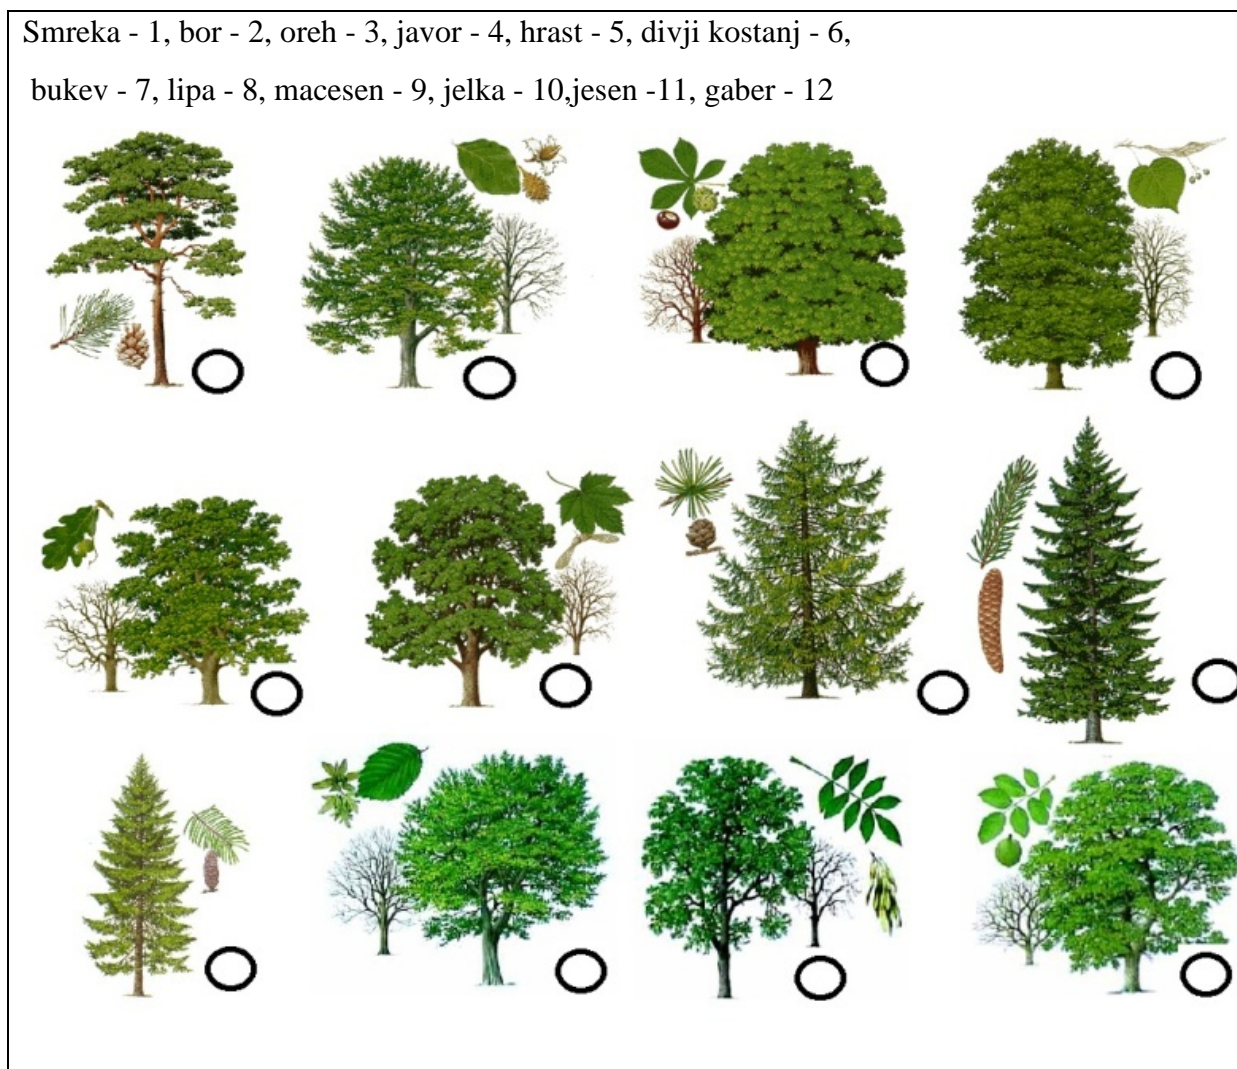 Smreka - 1, bor - 2, oreh - 3, javor - 4, hrast - 5, divji kostanj - 6,
bukev - 7, lipa - 8, macesen - 9, jelka - 10,jesen -11, gaber - 12